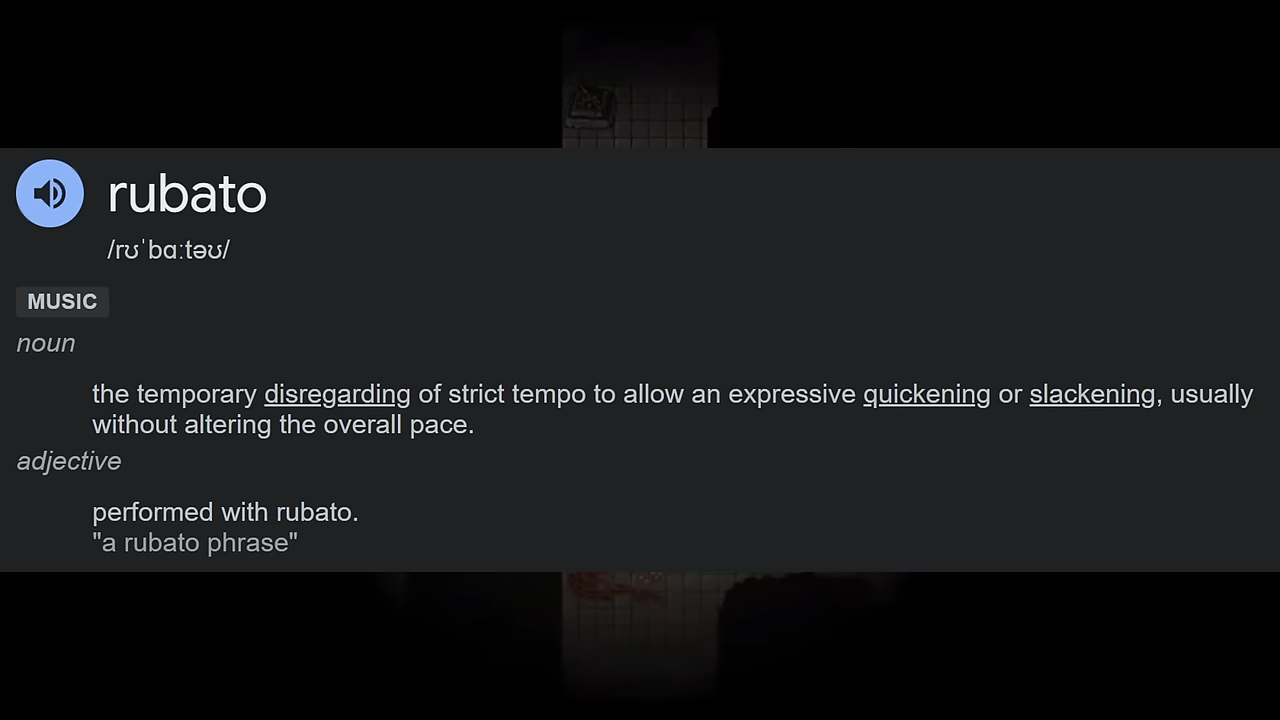 rubato
/rʊˈbɑːtəʊ/
MUSIC
noun
the temporary disregarding of strict tempo to allow an expressive quickening or slackening, usually
without altering the overall pace.
adjective
performed with rubato.
"a rubato phrase"